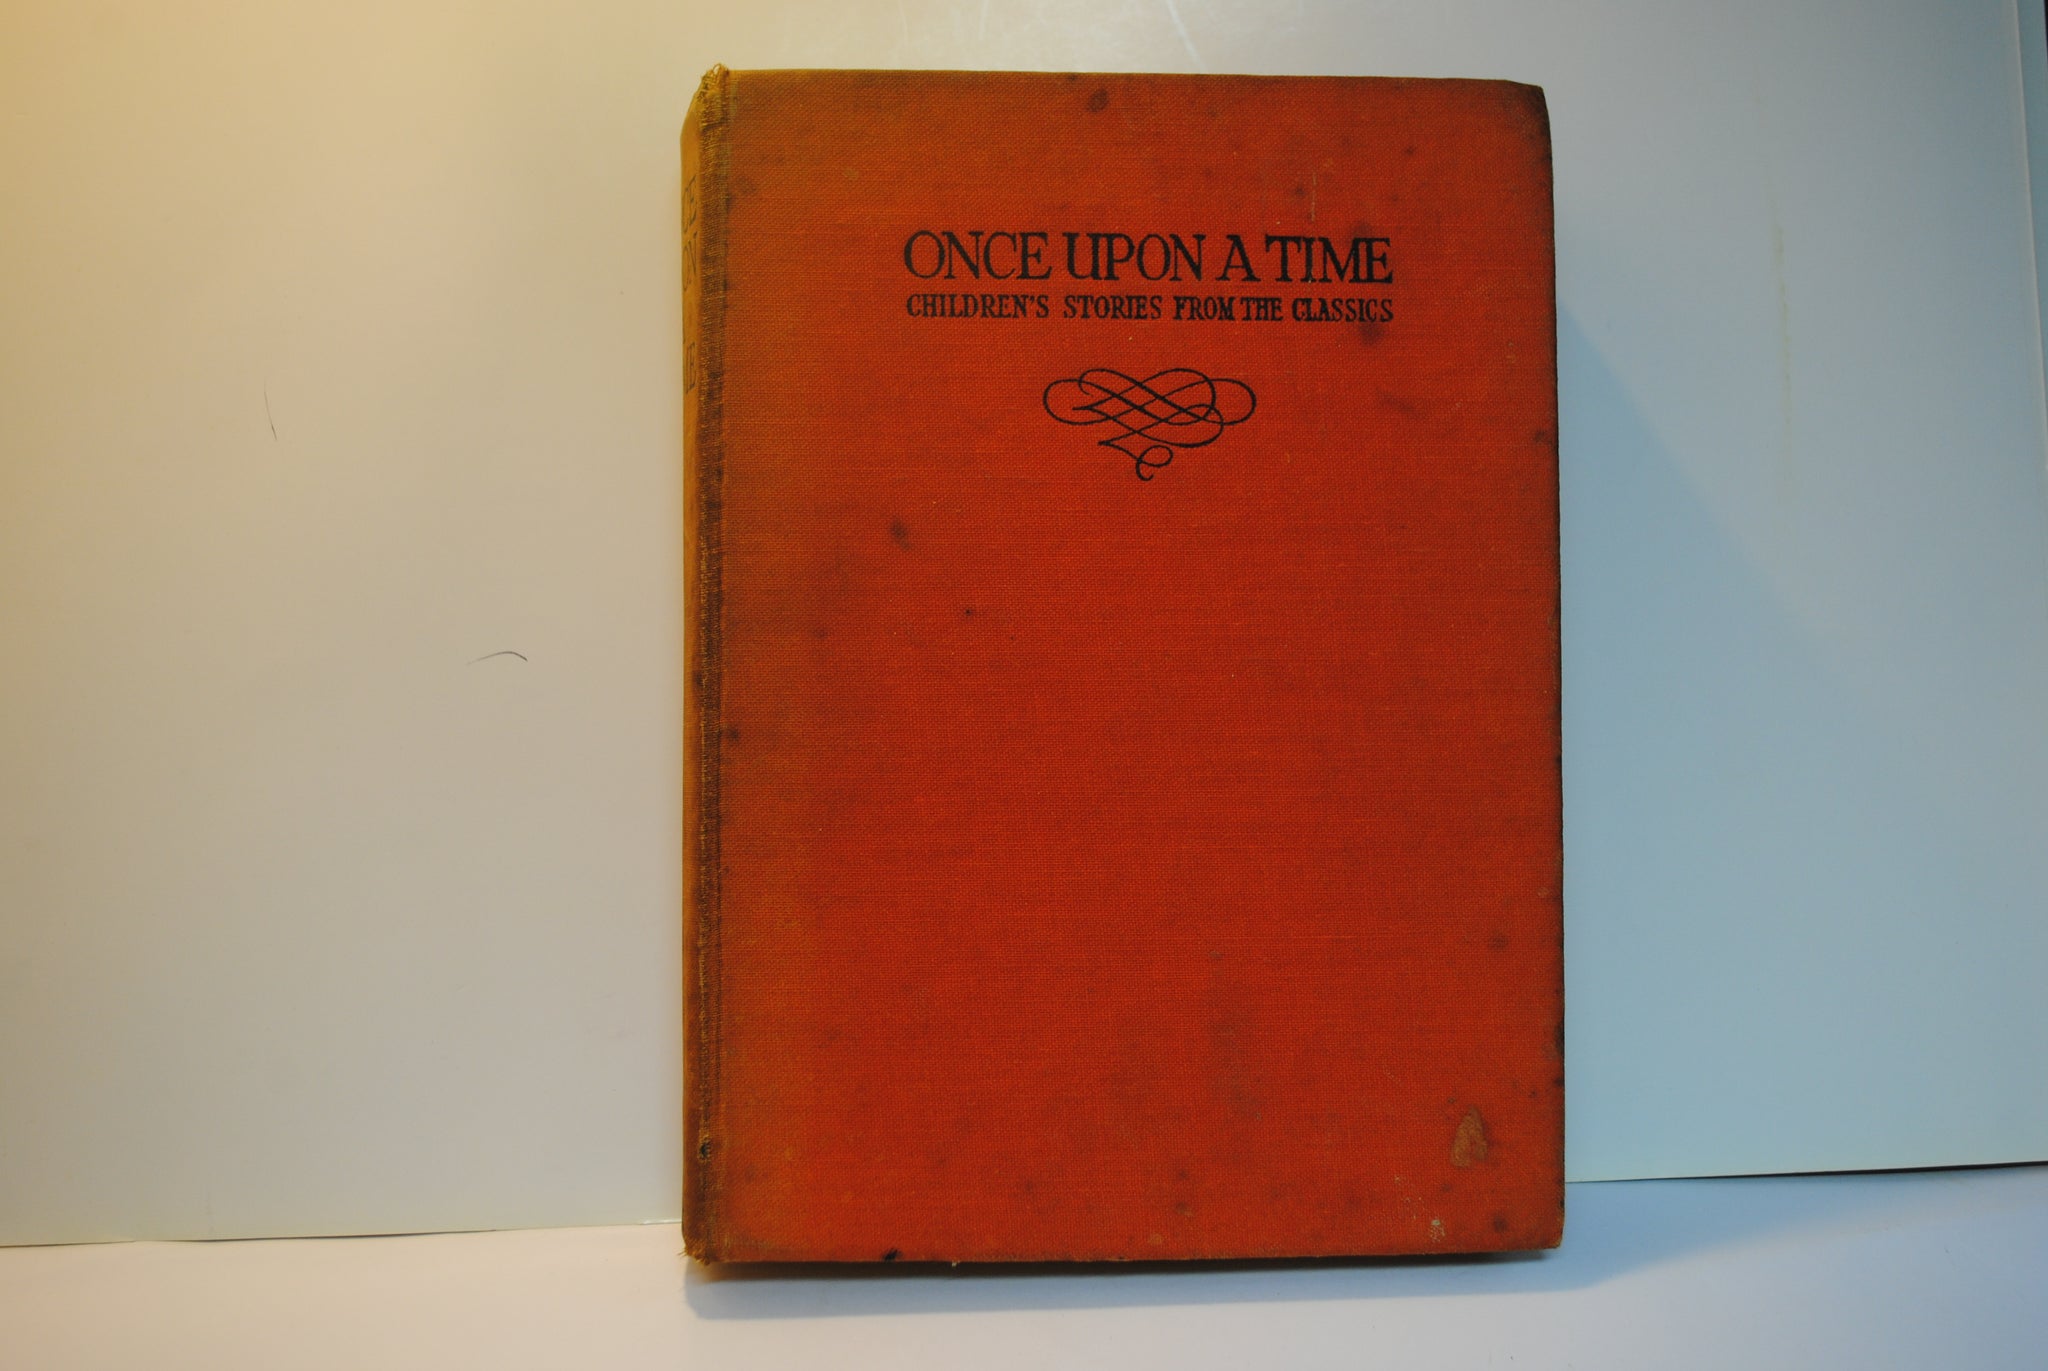 ONCE UPON A TIME
CHILDREN'S STORIES FROM THE CLASSICS